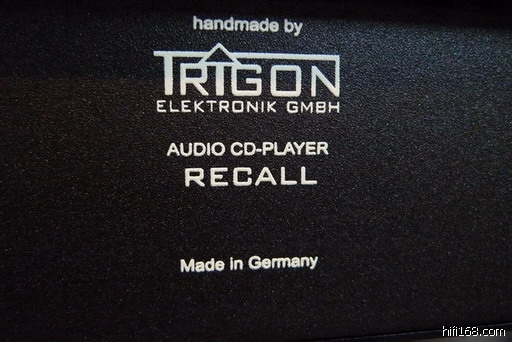 handmade by
TRIGON
ELEKTRONIK GMBH
AUDIO CD-PLAYER
RECALL
Made in Germany
hifi168.com